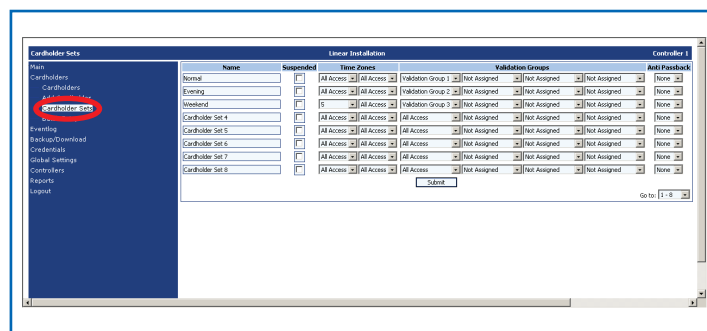 Cardholder Sets Linear Installation Controller 1
Main
Cardholders
Cardholders
Cardholder Sets
Eventlog
Backup/Download
Credentials
Global Settings
Controllers
Reports
Logout
Name Suspended Time Zones Validation Groups Anti Passback
Normal All Access All Access Validation Group 1 Not Assigned Not Assigned Not Assigned None
Evening All Access All Access Validation Group 2 Not Assigned Not Assigned Not Assigned None
Weekend 5 All Access Validation Group 3 Not Assigned Not Assigned Not Assigned None
Cardholder Set 4 All Access All Access All Access Not Assigned Not Assigned Not Assigned None
Cardholder Set 5 All Access All Access All Access Not Assigned Not Assigned Not Assigned None
Cardholder Set 6 All Access All Access All Access Not Assigned Not Assigned Not Assigned None
Cardholder Set 7 All Access All Access All Access Not Assigned Not Assigned Not Assigned None
Cardholder Set 8 All Access All Access All Access Not Assigned Not Assigned Not Assigned None
Submit
Go to: 1 - 8